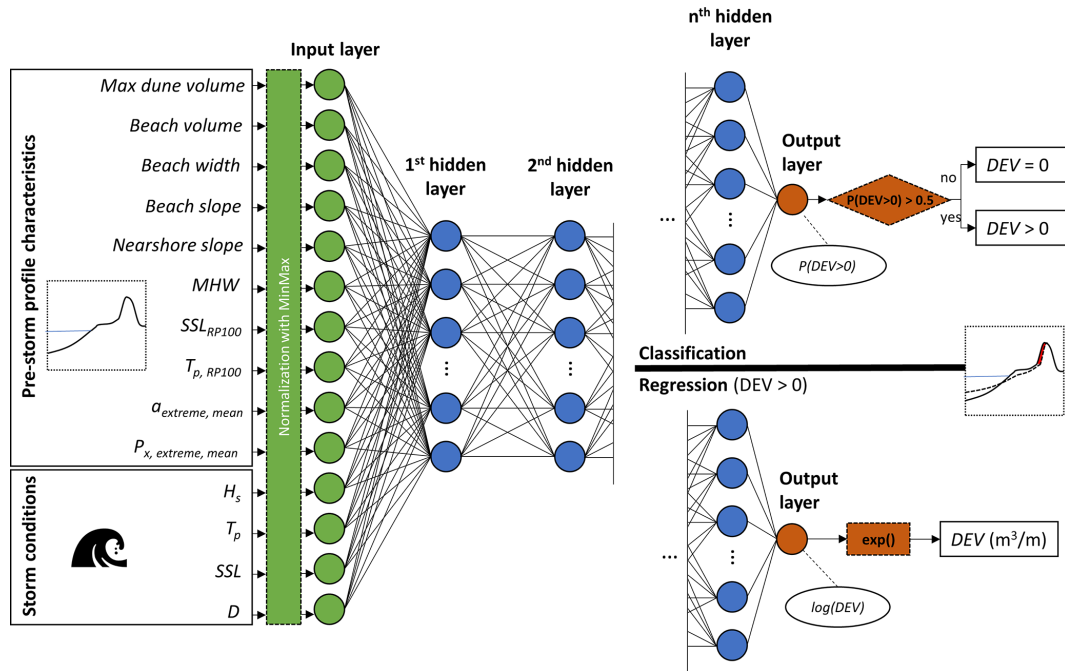 Pre-storm profile characteristics
Storm conditions
Max dune volume
Beach volume
Beach width
Beach slope
Nearshore slope
MHW
SSL_RP100
T_p, RP100
a_extreme, mean
P_x, extreme, mean
H_s
T_p
SSL
D
Normalization with MinMax
Input layer
1st hidden
layer
2nd hidden
layer
nth hidden
layer
...
...
...
Output
layer
P(DEV>0)
P(DEV>0) > 0.5
no
yes
DEV = 0
DEV > 0
...
...
Classification
Regression (DEV > 0)
...
...
Output
layer
log(DEV)
exp()
DEV (m³/m)